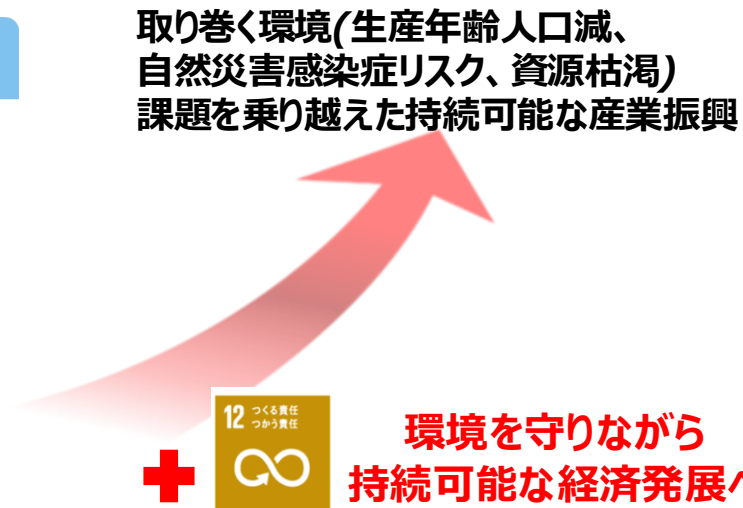 取り巻く環境(生産年齢人口減、
自然災害感染症リスク、資源枯渇)
課題を乗り越えた持続可能な産業振興
12 つくる責任
つかう責任
環境を守りながら
持続可能な経済発展へ